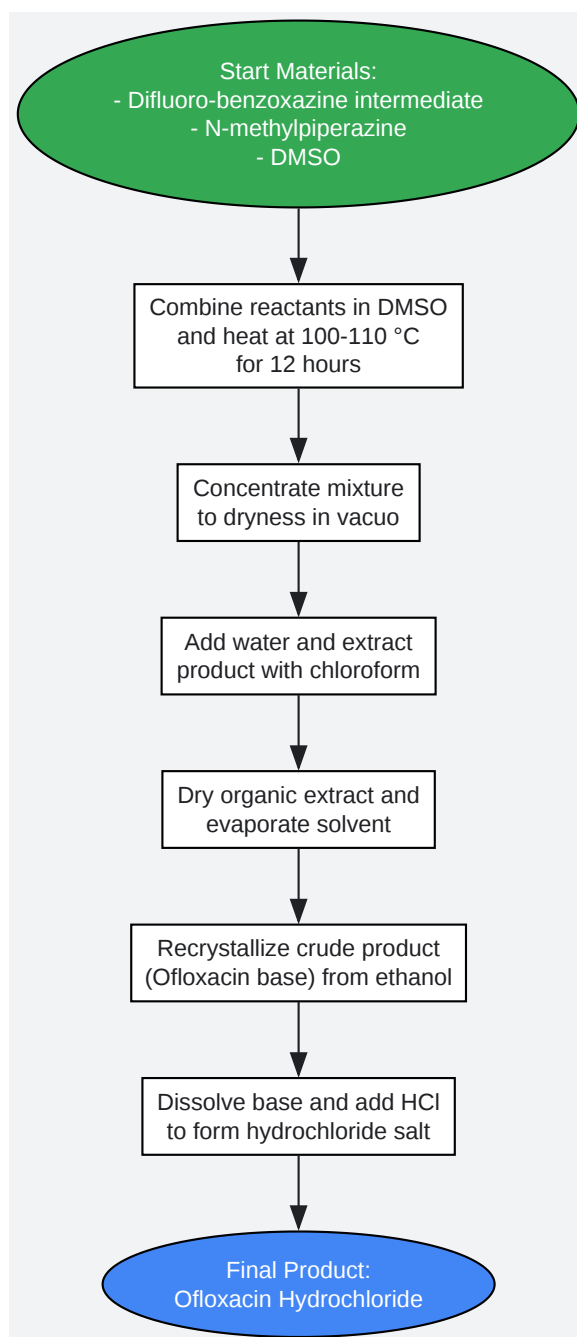 Start Materials:
- Difluoro-benzoxazine intermediate
- N-methylpiperazine
- DMSO
Combine reactants in DMSO
and heat at 100-110 °C
for 12 hours
Concentrate mixture
to dryness in vacuo
Add water and extract
product with chloroform
Dry organic extract and
evaporate solvent
Recrystallize crude product
(Ofloxacin base) from ethanol
Dissolve base and add HCl
to form hydrochloride salt
Final Product:
Ofloxacin Hydrochloride